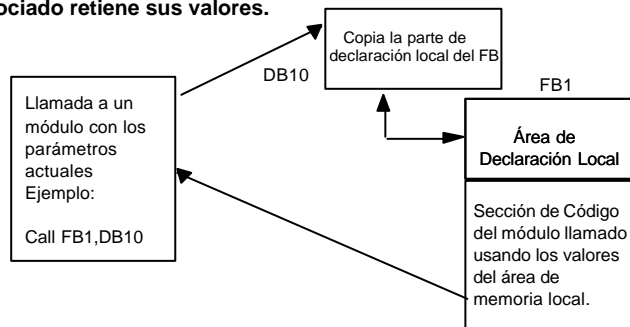 ociado retiene sus valores.
Copia la parte de
declaración local del FB
DB10
FB1
Llamada a un
módulo con los
parámetros
actuales
Ejemplo:
Call FB1,DB10
Área de
Declaración Local
Sección de Código
del módulo llamado
usando los valores
del área de
memoria local.